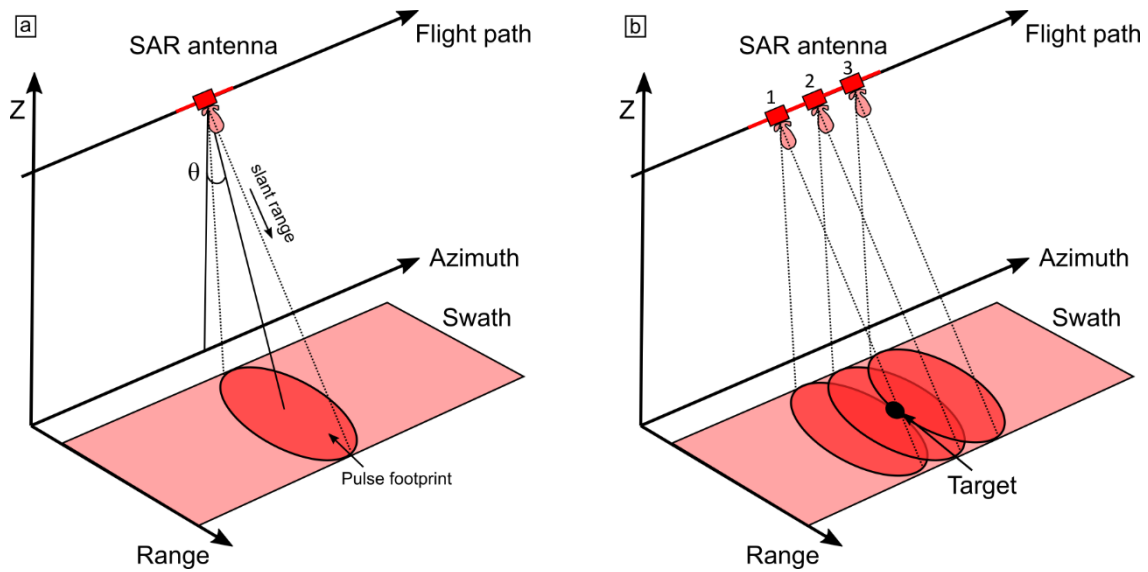 a
SAR antenna
Flight path
Z
θ
slant range
Azimuth
Swath
Pulse footprint
Range
b
SAR antenna
Flight path
1
2
3
Z
Azimuth
Swath
Target
Range